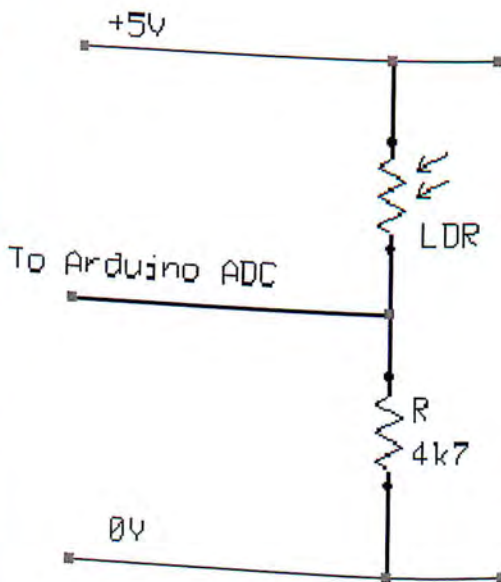 +5V
LDR
To Arduino ADC
R
4k7
0V